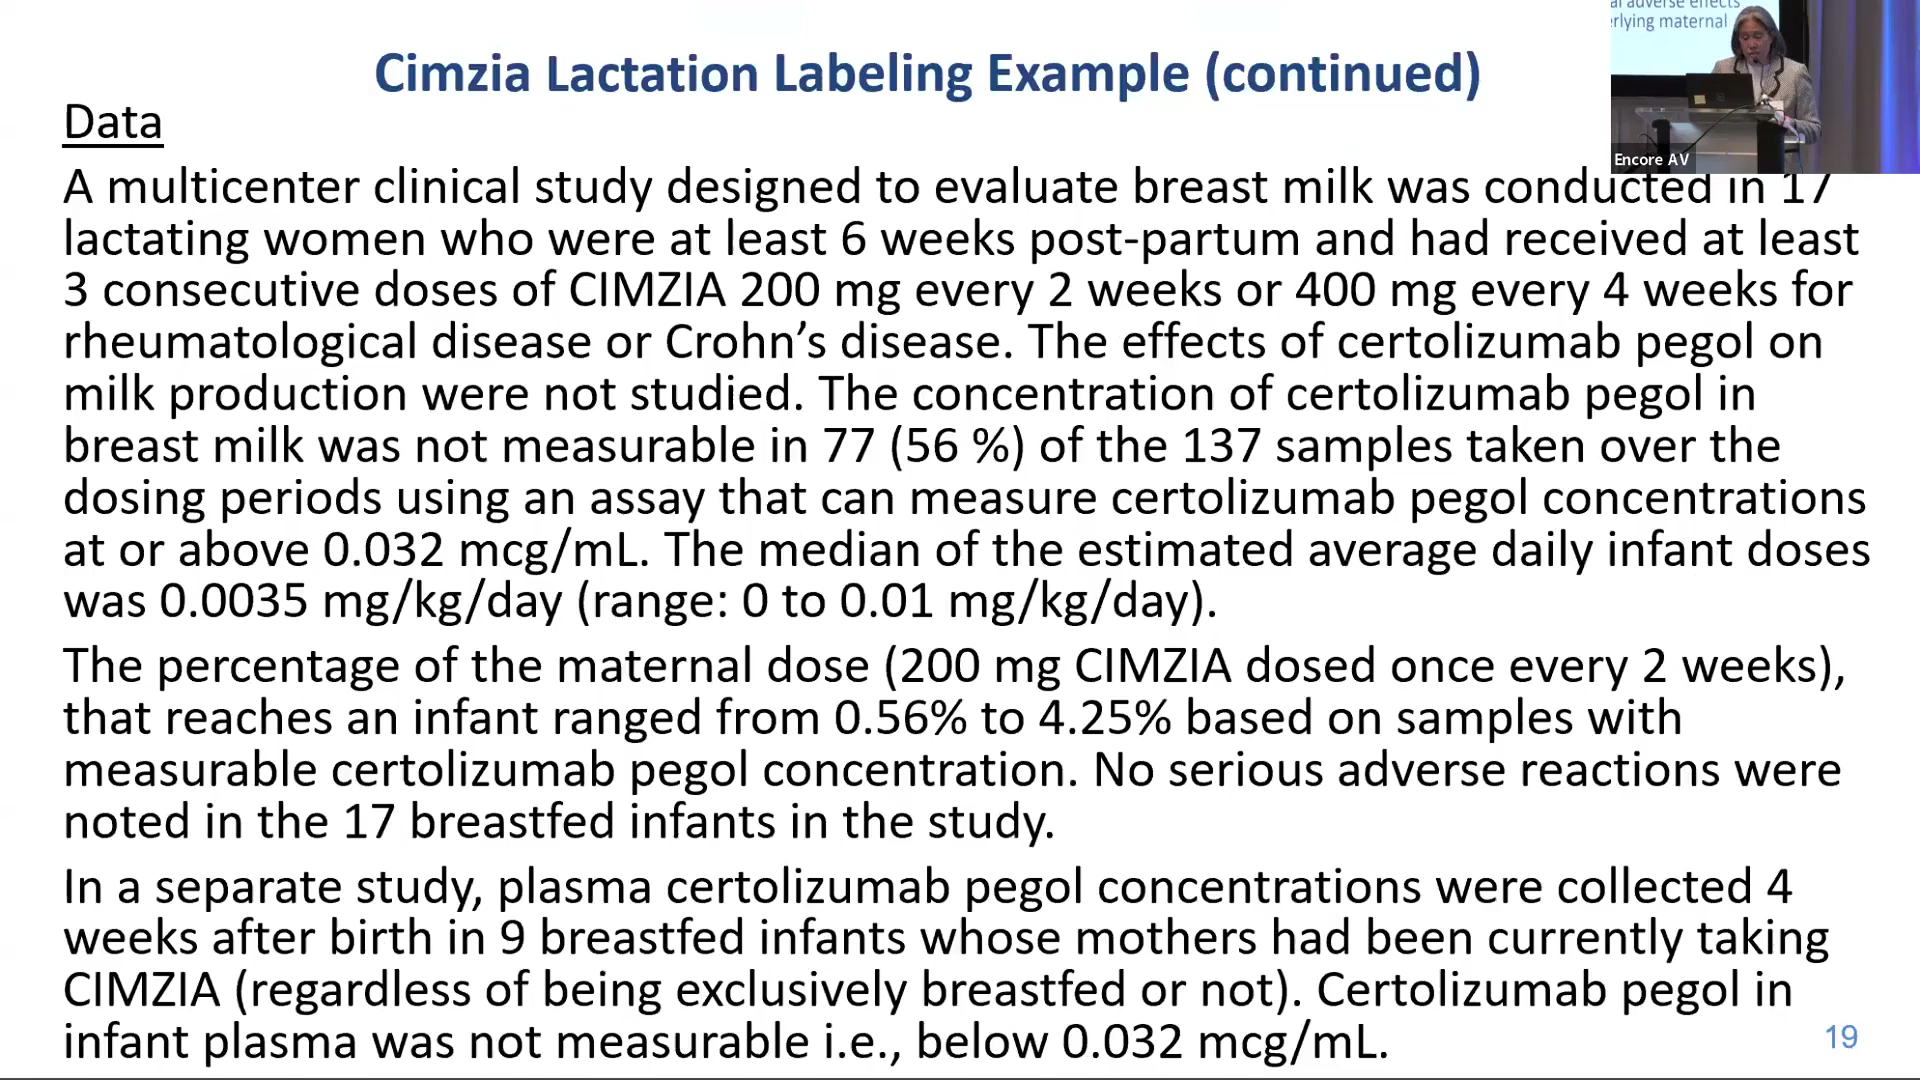 Cimzia Lactation Labeling Example (continued)
al adverse effects
erlying maternal
Encore AV
Data
A multicenter clinical study designed to evaluate breast milk was conducted in 17
lactating women who were at least 6 weeks post-partum and had received at least
3 consecutive doses of CIMZIA 200 mg every 2 weeks or 400 mg every 4 weeks for
rheumatological disease or Crohn’s disease. The effects of certolizumab pegol on
milk production were not studied. The concentration of certolizumab pegol in
breast milk was not measurable in 77 (56 %) of the 137 samples taken over the
dosing periods using an assay that can measure certolizumab pegol concentrations
at or above 0.032 mcg/mL. The median of the estimated average daily infant doses
was 0.0035 mg/kg/day (range: 0 to 0.01 mg/kg/day).
The percentage of the maternal dose (200 mg CIMZIA dosed once every 2 weeks),
that reaches an infant ranged from 0.56% to 4.25% based on samples with
measurable certolizumab pegol concentration. No serious adverse reactions were
noted in the 17 breastfed infants in the study.
In a separate study, plasma certolizumab pegol concentrations were collected 4
weeks after birth in 9 breastfed infants whose mothers had been currently taking
CIMZIA (regardless of being exclusively breastfed or not). Certolizumab pegol in
infant plasma was not measurable i.e., below 0.032 mcg/mL.
19